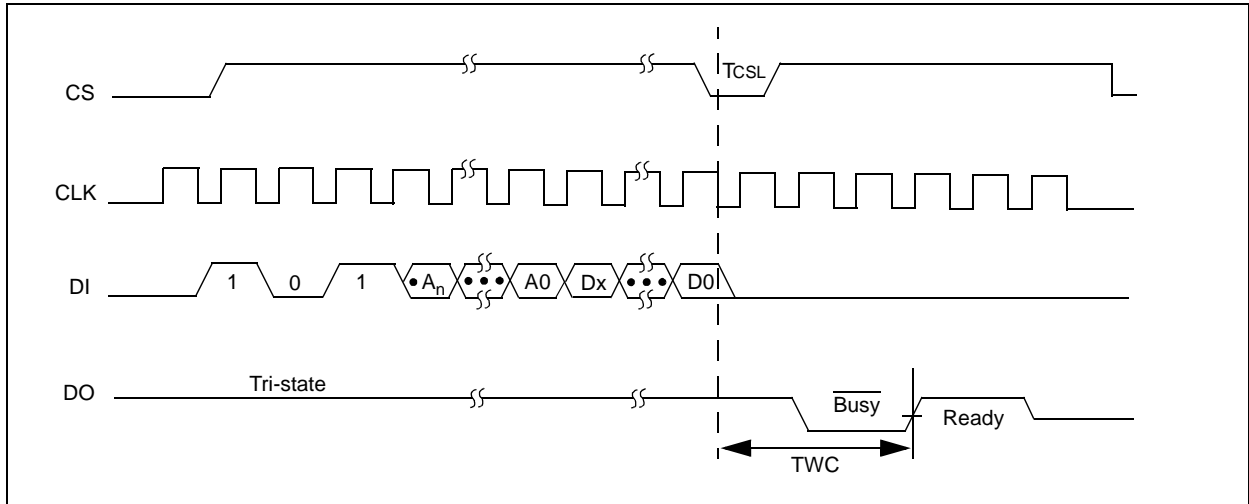 CS
TCSL
CLK
DI
1 0 1 •An ••• A0 Dx ••• D0
DO
Tri-state
Busy
Ready
TWC